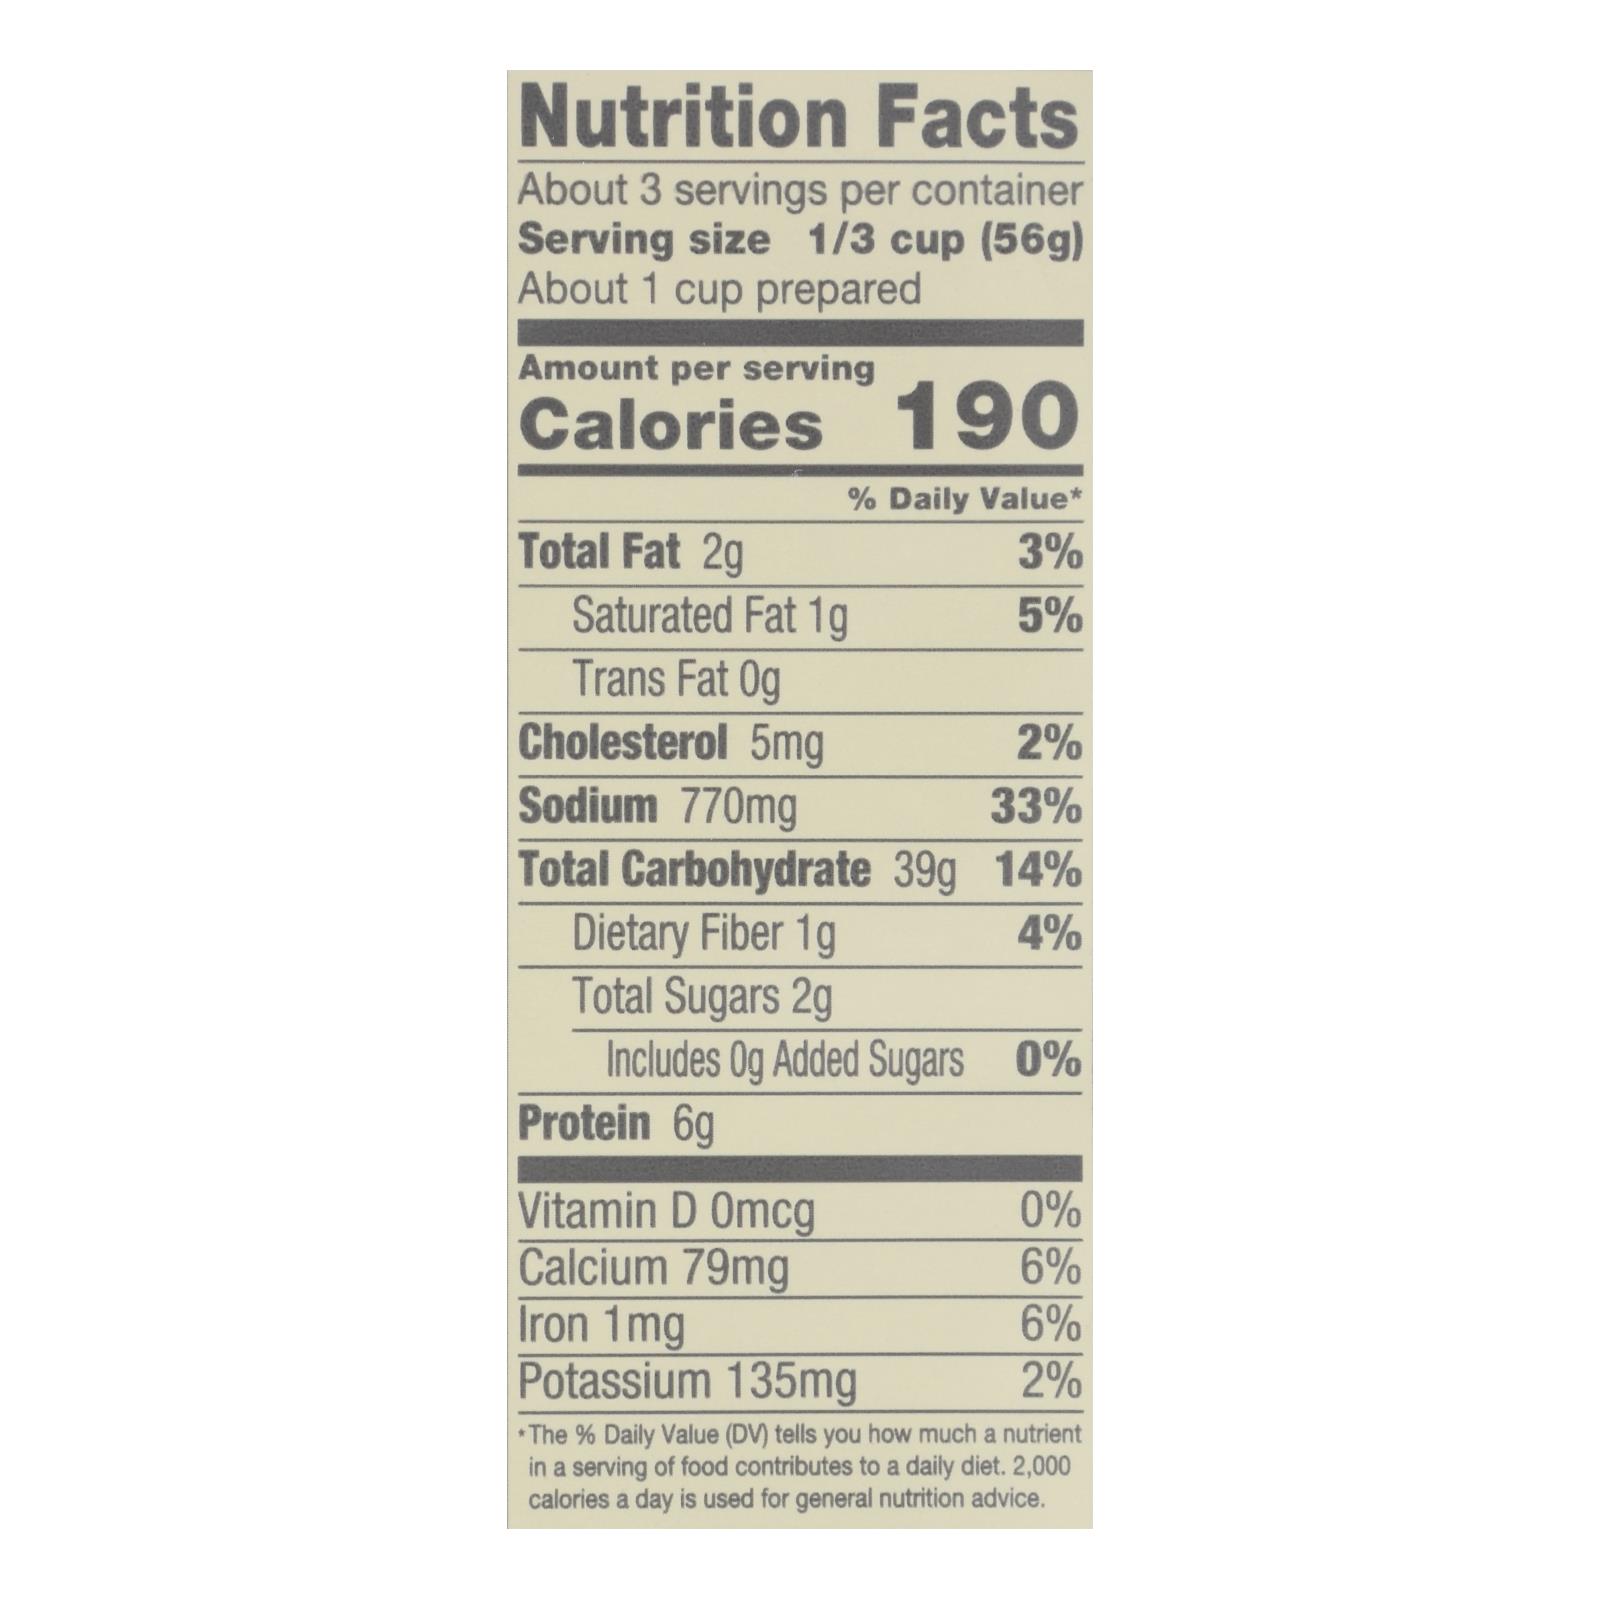 Nutrition Facts
About 3 servings per container
Serving size 1/3 cup (56g)
About 1 cup prepared
Amount per serving
Calories 190
% Daily Value*
Total Fat 2g 3%
Saturated Fat 1g 5%
Trans Fat 0g
Cholesterol 5mg 2%
Sodium 770mg 33%
Total Carbohydrate 39g 14%
Dietary Fiber 1g 4%
Total Sugars 2g
Includes 0g Added Sugars 0%
Protein 6g
Vitamin D 0mcg 0%
Calcium 79mg 6%
Iron 1mg 6%
Potassium 135mg 2%
*The % Daily Value (DV) tells you how much a nutrient
in a serving of food contributes to a daily diet. 2,000
calories a day is used for general nutrition advice.